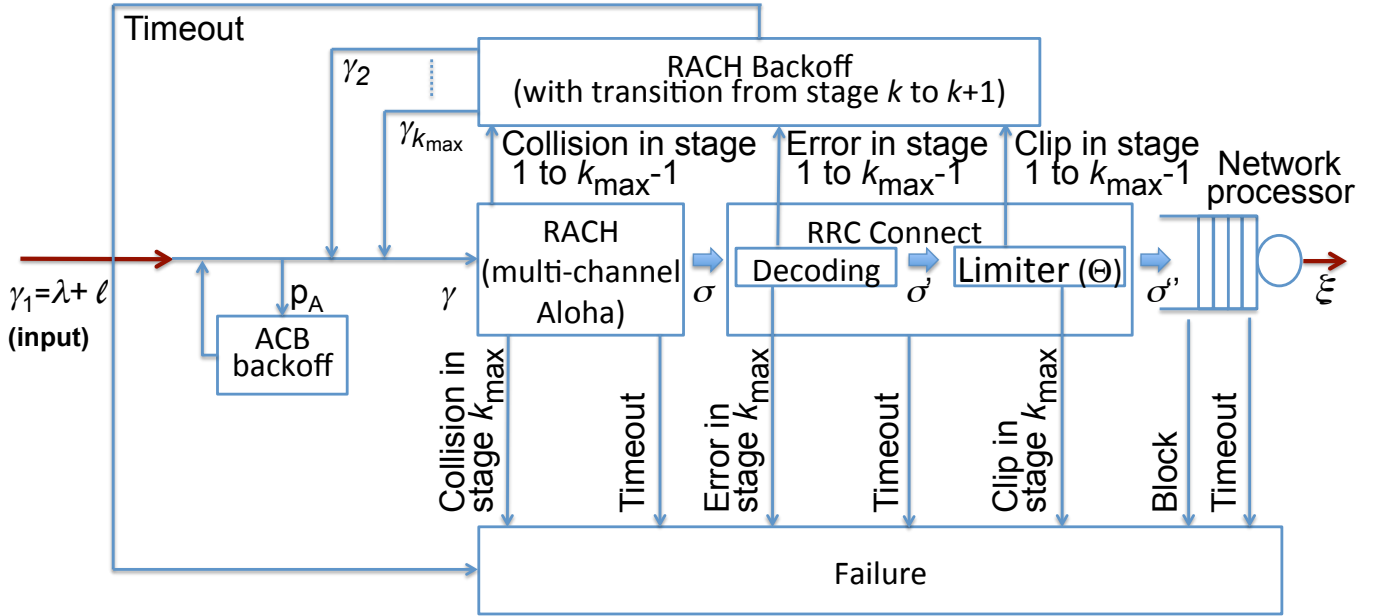 Timeout
γ2
RACH Backoff
(with transition from stage k to k+1)
γkmax
Collision in stage
1 to kmax-1
Error in stage
1 to kmax-1
Clip in stage
1 to kmax-1
Network
processor
RACH
(multi-channel
Aloha)
RRC Connect
Decoding
Limiter (Θ)
γ1=λ+ ℓ
(input)
pA
ACB
backoff
γ
σ
σ'
σ''
ξ
Collision in
stage kmax
Timeout
Error in
stage kmax
Timeout
Clip in
stage kmax
Block
Timeout
Failure